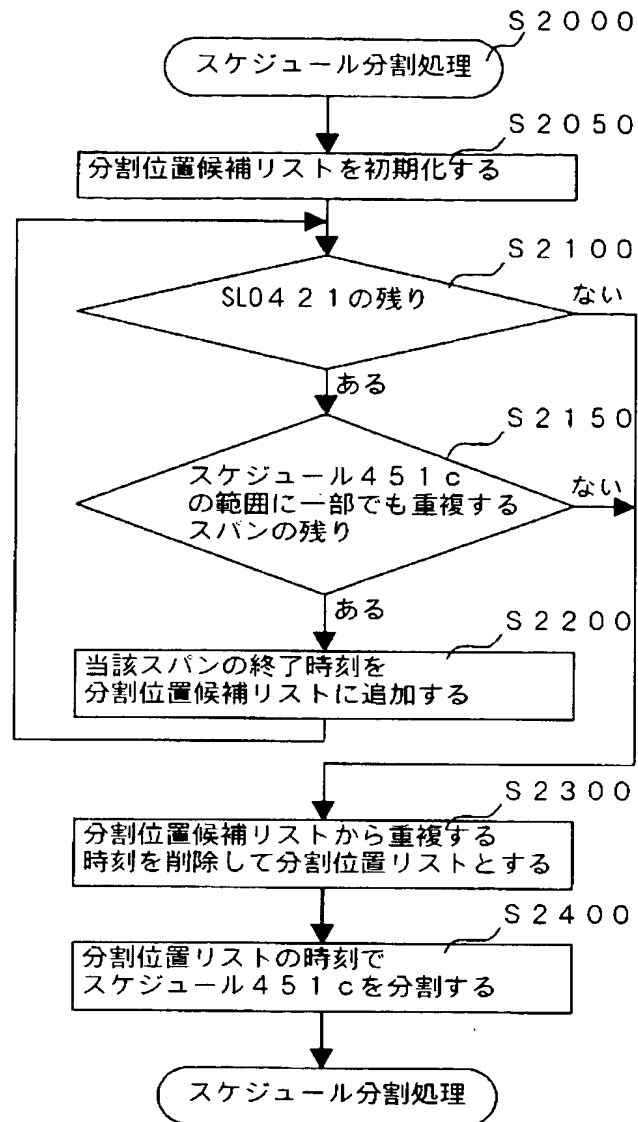 S2000
スケジュール分割処理
S2050
分割位置候補リストを初期化する
S2100
SLO421の残り
ない
ある
S2150
スケジュール451c
の範囲に一部でも重複する
スパンの残り
ない
ある
S2200
当該スパンの終了時刻を
分割位置候補リストに追加する
S2300
分割位置候補リストから重複する
時刻を削除して分割位置リストとする
S2400
分割位置リストの時刻で
スケジュール451cを分割する
スケジュール分割処理